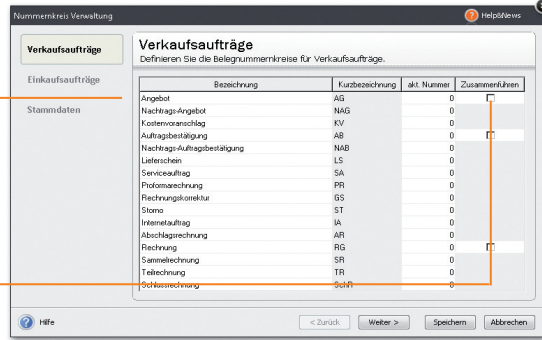 Nummernkreis Verwaltung
Help&News
Verkaufsaufträge
Einkaufsaufträge
Stammdaten
Verkaufsaufträge
Definieren Sie die Belegnummernkreise für Verkaufsaufträge.
Bezeichnung Kurzbezeichnung akt. Nummer Zusammenführen
Angebot AG 0
Nachtrags-Angebot NAG 0
Kostenvoranschlag KV 0
Auftragsbestätigung AB 0
Nachtrags-Auftragsbestätigung NAB 0
Lieferschein LS 0
Serviceauftrag SA 0
Proformarechnung PR 0
Rechnungskorrektur GS 0
Storno ST 0
Internetauftrag IA 0
Abschlagsrechnung AR 0
Rechnung RG 0
Sammelrechnung SR 0
Teilrechnung TR 0
Schlussrechnung SchR 0
Hilfe
< Zurück Weiter > Speichern Abbrechen